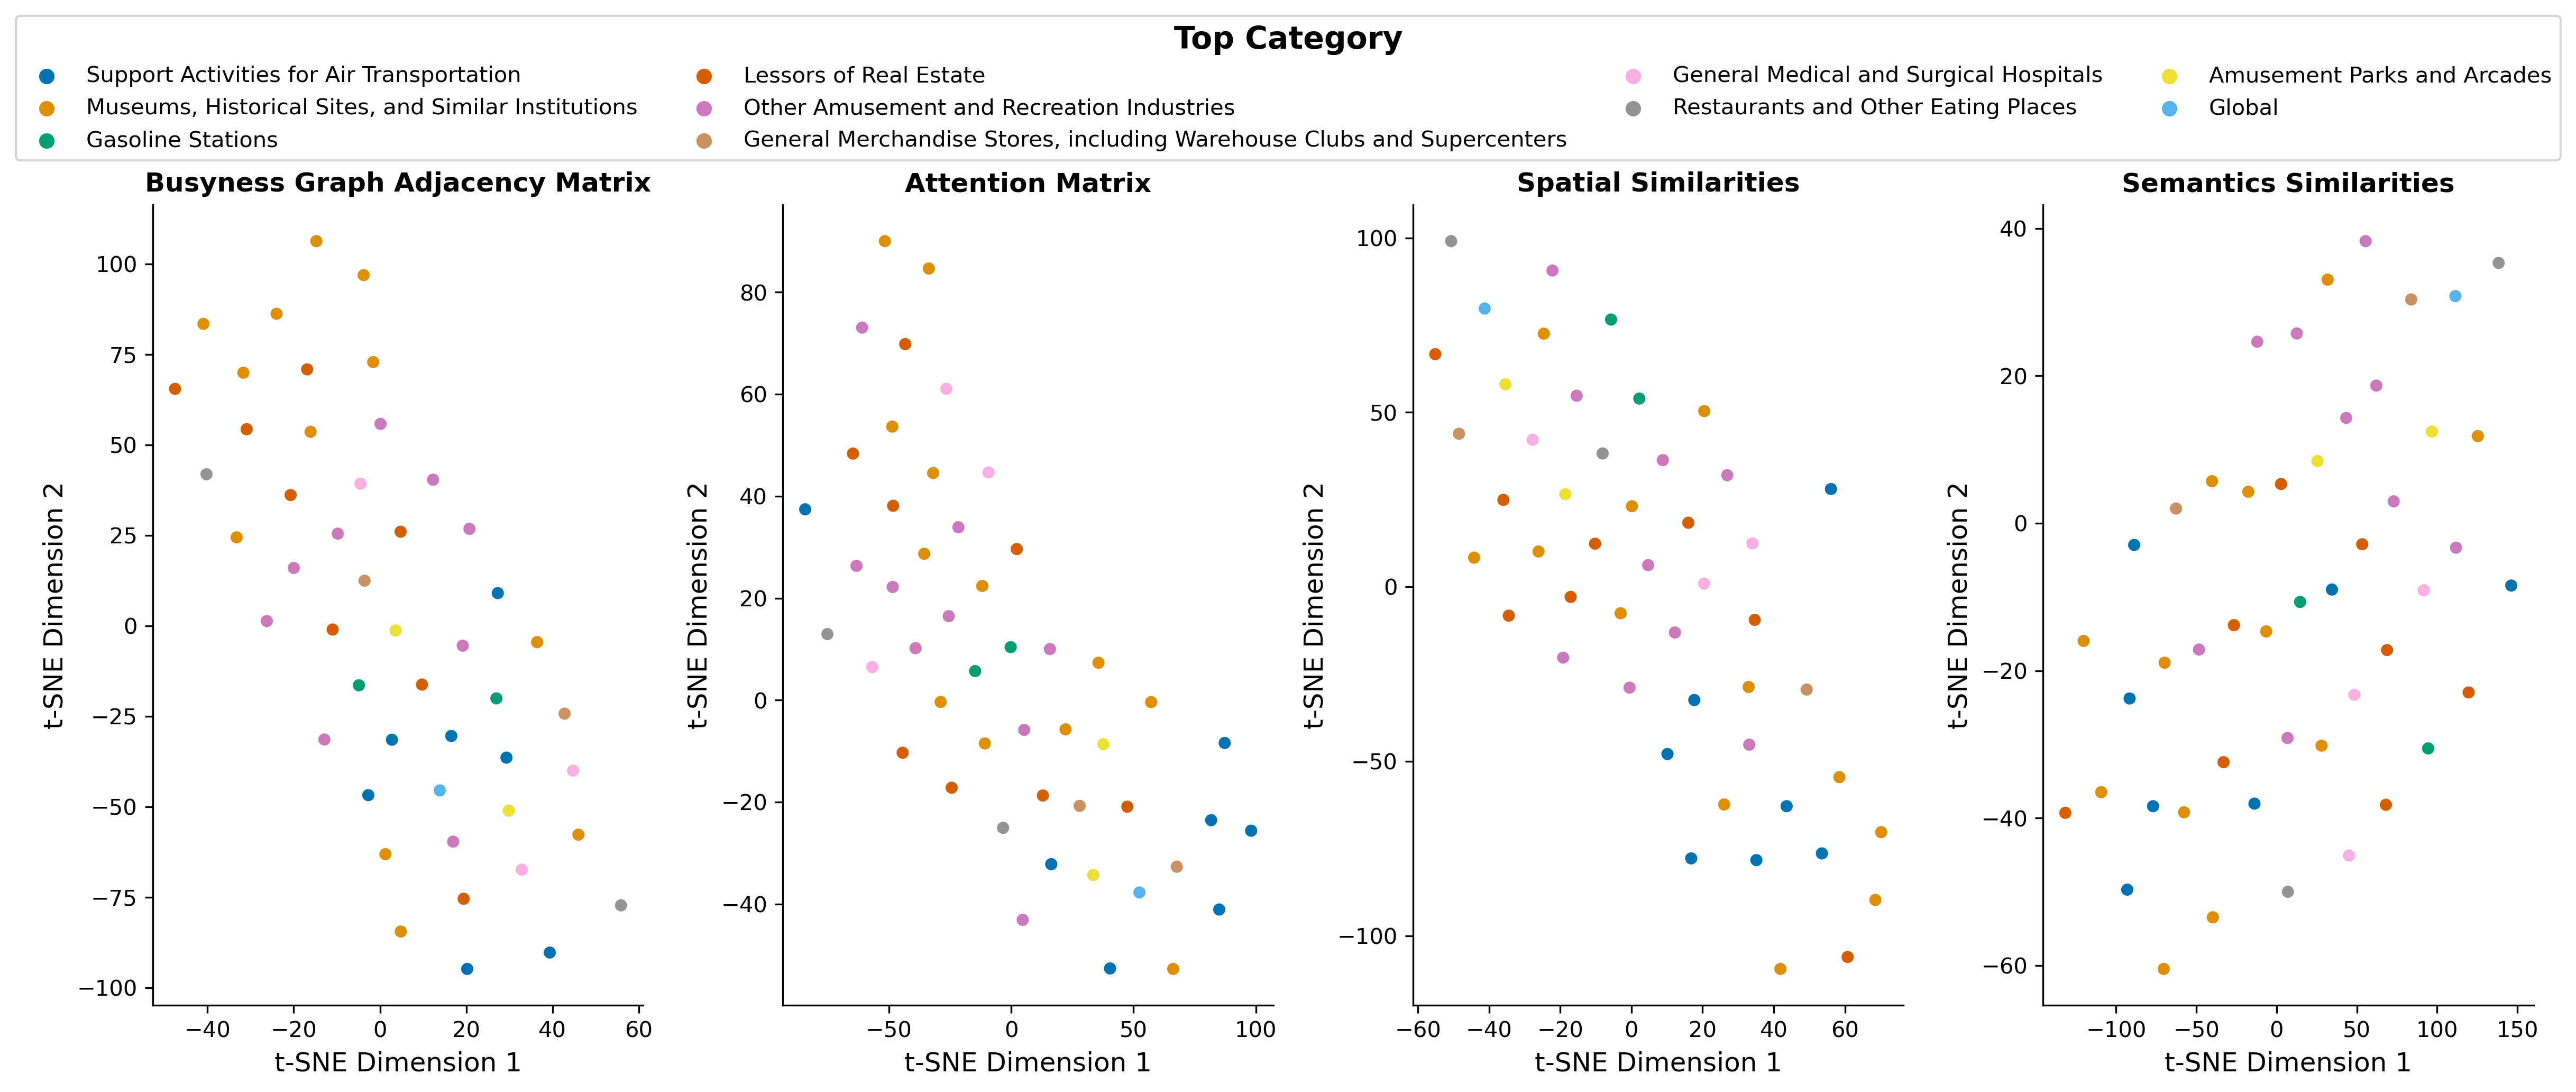 Top Category
Support Activities for Air Transportation
Museums, Historical Sites, and Similar Institutions
Gasoline Stations
Lessors of Real Estate
Other Amusement and Recreation Industries
General Merchandise Stores, including Warehouse Clubs and Supercenters
General Medical and Surgical Hospitals
Restaurants and Other Eating Places
Amusement Parks and Arcades
Global
Busyness Graph Adjacency Matrix
t-SNE Dimension 2
100
75
50
25
0
−25
−50
−75
−100
−40 −20 0 20 40 60
t-SNE Dimension 1
Attention Matrix
t-SNE Dimension 2
80
60
40
20
0
−20
−40
−50 0 50 100
t-SNE Dimension 1
Spatial Similarities
t-SNE Dimension 2
100
50
0
−50
−100
−60 −40 −20 0 20 40 60
t-SNE Dimension 1
Semantics Similarities
t-SNE Dimension 2
40
20
0
−20
−40
−60
−100 −50 0 50 100 150
t-SNE Dimension 1